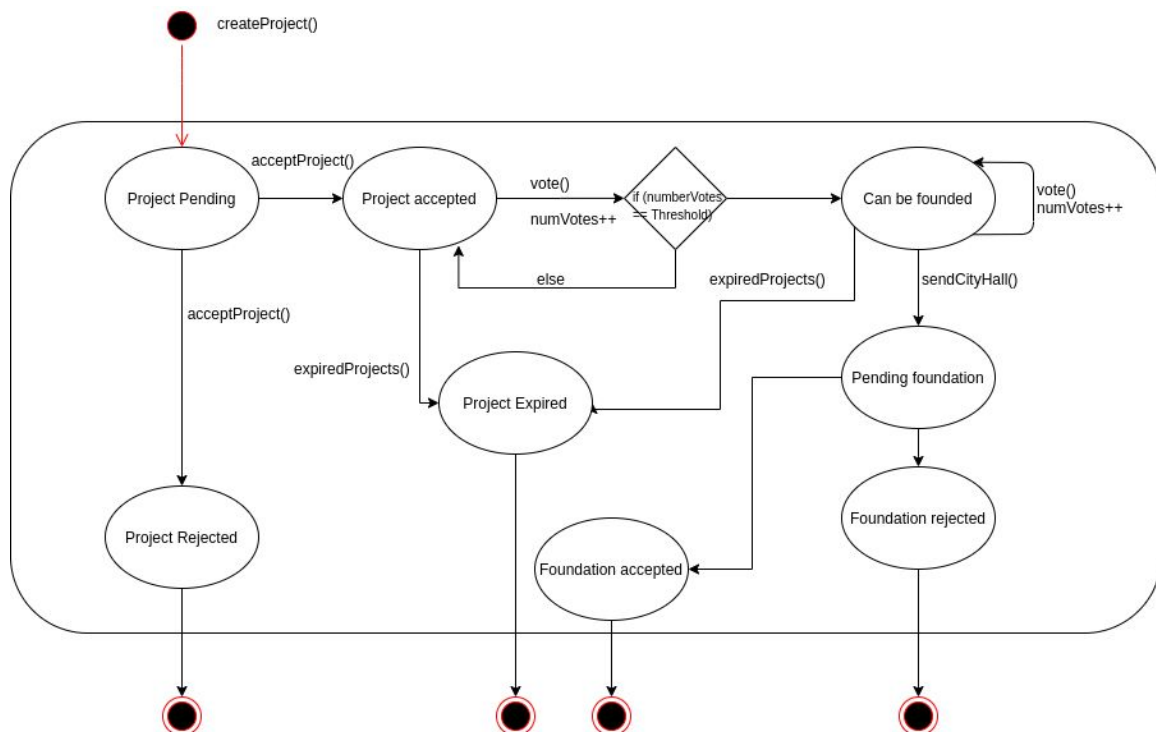 createProject()
acceptProject()
Project Pending
Project accepted
vote()
numVotes++
if (numberVotes
== Threshold)
Can be founded
vote()
numVotes++
else
expiredProjects()
sendCityHall()
acceptProject()
expiredProjects()
Project Expired
Pending foundation
Project Rejected
Foundation accepted
Foundation rejected